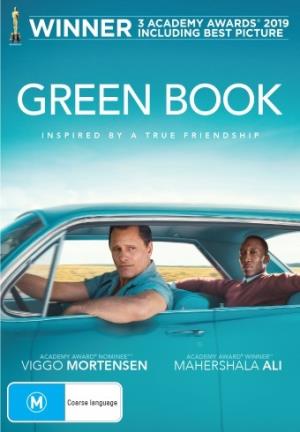 WINNER 3 ACADEMY AWARDS® 2019
INCLUDING BEST PICTURE
GREEN BOOK
INSPIRED BY A TRUE FRIENDSHIP
ACADEMY AWARD® NOMINEE
VIGGO MORTENSEN
ACADEMY AWARD® WINNER
MAHERSHALA ALI
M
Coarse language